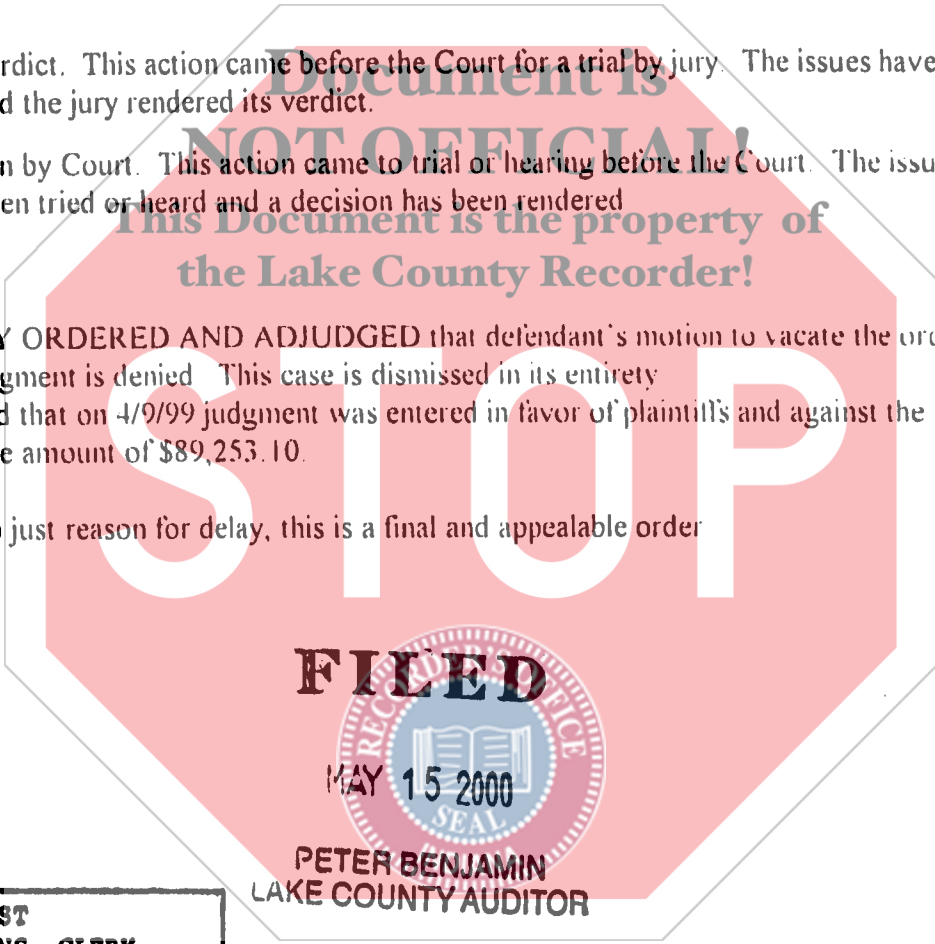 rdict. This action came before the Court for a trial by jury. The issues have
Document is
d the jury rendered its verdict.
NOT OFFICIAL!
n by Court. This action came to trial or hearing before the Court. The issu
en tried or heard and a decision has been rendered
This Document is the property of
the Lake County Recorder!
Y ORDERED AND ADJUDGED that defendant's motion to vacate the ord
gment is denied This case is dismissed in its entirety
d that on 4/9/99 judgment was entered in favor of plaintiffs and against the
e amount of $89,253.10.
just reason for delay, this is a final and appealable order
STOP
FILED
RECORDER'S OFFICE
MAY 15 2000
SEAL
PETER BENJAMIN
LAKE COUNTY AUDITOR
ST
CLERK